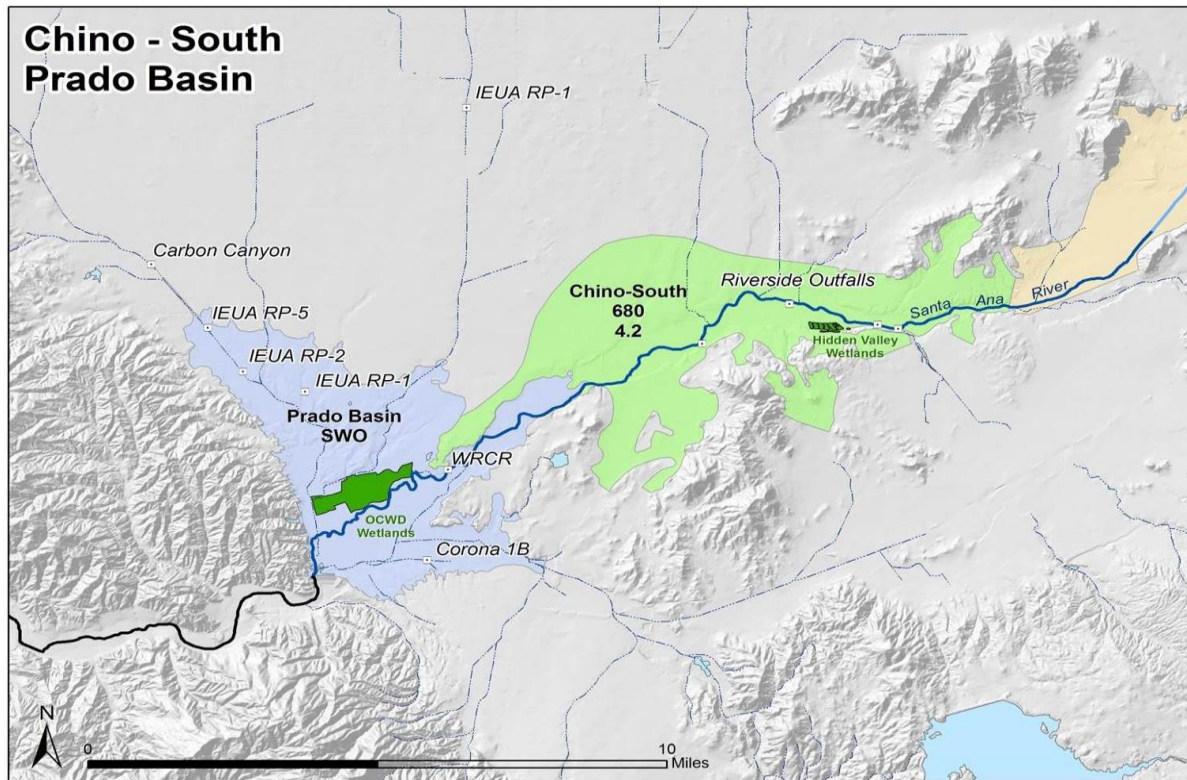 Chino - South
Prado Basin
IEUA RP-1
Carbon Canyon
Riverside Outfalls
Chino-South
680
4.2
Santa Ana River
IEUA RP-5
Hidden Valley
Wetlands
IEUA RP-2
IEUA RP-1
Prado Basin
SWO
WRCR
OCWD
Wetlands
Corona 1B
N
0
10
Miles